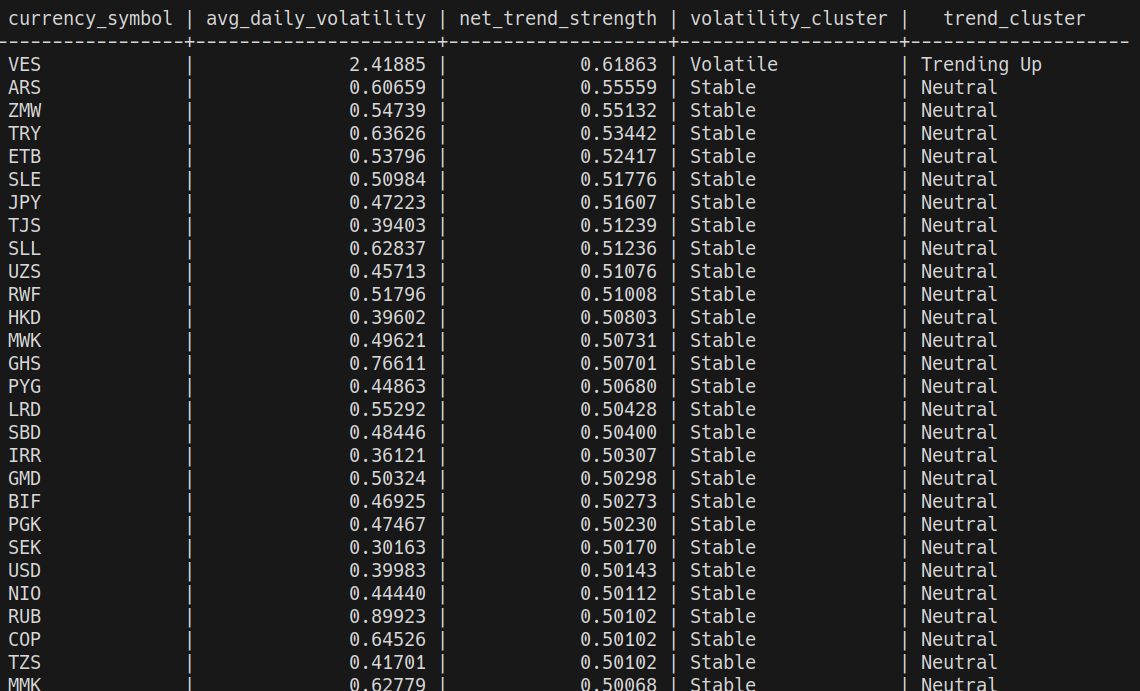 currency_symbol | avg_daily_volatility | net_trend_strength | volatility_cluster | trend_cluster
-----------------+----------------------+--------------------+--------------------+--------------------
VES | 2.41885 | 0.61863 | Volatile | Trending Up
ARS | 0.60659 | 0.55559 | Stable | Neutral
ZMW | 0.54739 | 0.55132 | Stable | Neutral
TRY | 0.63626 | 0.53442 | Stable | Neutral
ETB | 0.53796 | 0.52417 | Stable | Neutral
SLE | 0.50984 | 0.51776 | Stable | Neutral
JPY | 0.47223 | 0.51607 | Stable | Neutral
TJS | 0.39403 | 0.51239 | Stable | Neutral
SLL | 0.62837 | 0.51236 | Stable | Neutral
UZS | 0.45713 | 0.51076 | Stable | Neutral
RWF | 0.51796 | 0.51008 | Stable | Neutral
HKD | 0.39602 | 0.50803 | Stable | Neutral
MWK | 0.49621 | 0.50731 | Stable | Neutral
GHS | 0.76611 | 0.50701 | Stable | Neutral
PYG | 0.44863 | 0.50680 | Stable | Neutral
LRD | 0.55292 | 0.50428 | Stable | Neutral
SBD | 0.48446 | 0.50400 | Stable | Neutral
IRR | 0.36121 | 0.50307 | Stable | Neutral
GMD | 0.50324 | 0.50298 | Stable | Neutral
BIF | 0.46925 | 0.50273 | Stable | Neutral
PGK | 0.47467 | 0.50230 | Stable | Neutral
SEK | 0.30163 | 0.50170 | Stable | Neutral
USD | 0.39983 | 0.50143 | Stable | Neutral
NIO | 0.44440 | 0.50112 | Stable | Neutral
RUB | 0.89923 | 0.50102 | Stable | Neutral
COP | 0.64526 | 0.50102 | Stable | Neutral
TZS | 0.41701 | 0.50102 | Stable | Neutral
MMK | 0.62779 | 0.50068 | Stable | Neutral